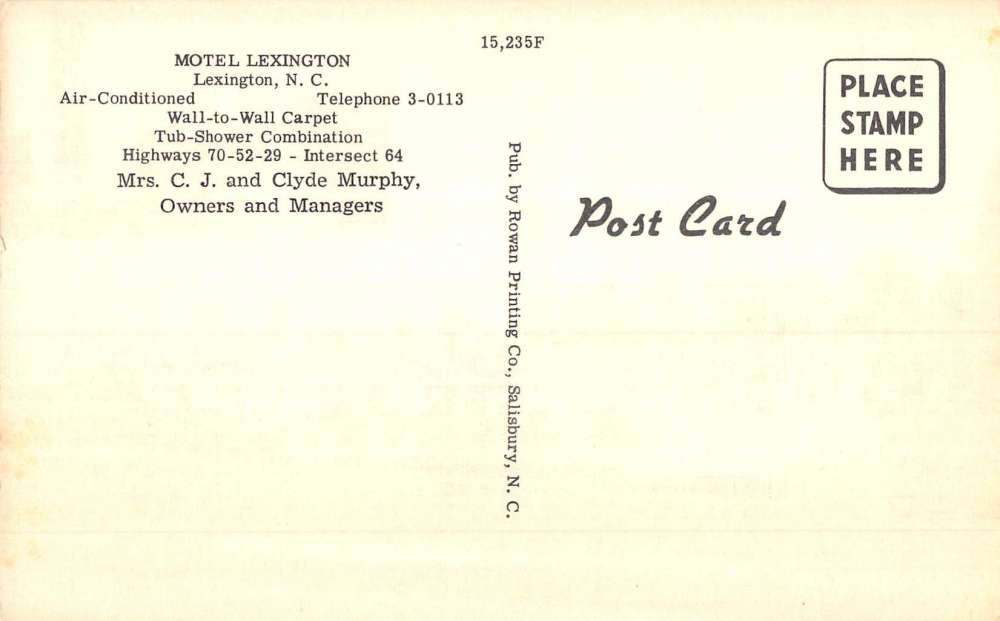 15,235F
MOTEL LEXINGTON
Lexington, N. C.
Air-Conditioned Telephone 3-0113
Wall-to-Wall Carpet
Tub-Shower Combination
Highways 70-52-29 - Intersect 64
Mrs. C. J. and Clyde Murphy,
Owners and Managers
Pub. by Rowan Printing Co., Salisbury, N. C.
Post Card
PLACE
STAMP
HERE